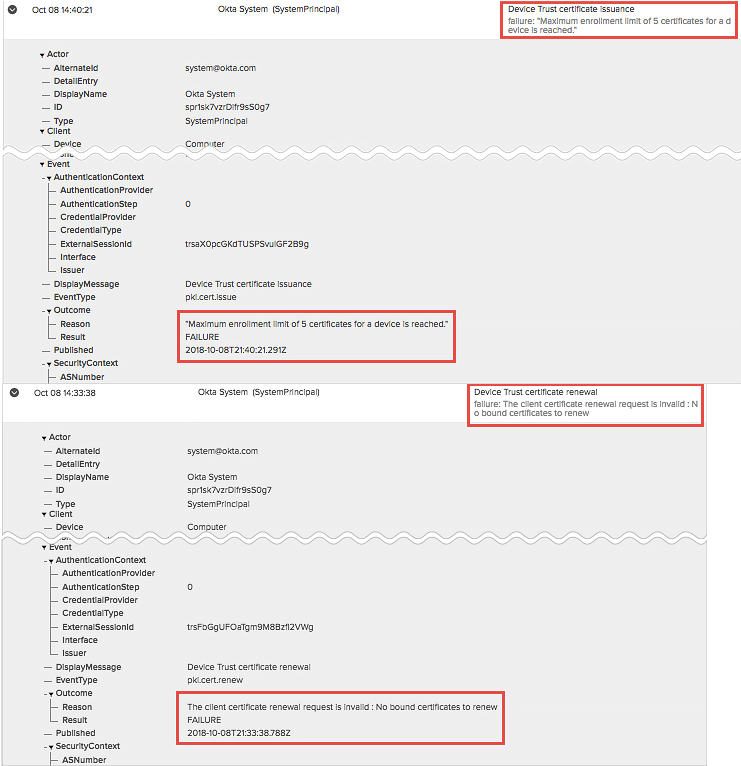 Oct 08 14:40:21 Okta System (SystemPrincipal) Device Trust certificate issuance
failure: "Maximum enrollment limit of 5 certificates for a d
evice is reached."
Actor
AlternateId system@okta.com
DetailEntry
DisplayName Okta System
ID spr1sk7vzrDlfr9sS0g7
Type SystemPrincipal
Client
Device Computer
Event
AuthenticationContext
AuthenticationProvider
AuthenticationStep 0
CredentialProvider
CredentialType
ExternalSessionId trsaX0pcGKdTUSPSvulGF2B9g
Interface
Issuer
DisplayMessage Device Trust certificate issuance
EventType pki.cert.issue
Outcome
Reason "Maximum enrollment limit of 5 certificates for a device is reached."
Result FAILURE
Published 2018-10-08T21:40:21.291Z
SecurityContext
ASNumber
Oct 08 14:33:38 Okta System (SystemPrincipal) Device Trust certificate renewal
failure: The client certificate renewal request is invalid : N
o bound certificates to renew
Actor
AlternateId system@okta.com
DetailEntry
DisplayName Okta System
ID spr1sk7vzrDlfr9sS0g7
Type SystemPrincipal
Client
Device Computer
Event
AuthenticationContext
AuthenticationProvider
AuthenticationStep 0
CredentialProvider
CredentialType
ExternalSessionId trsFbGgUFOaTgm9M8Bzfl2VWg
Interface
Issuer
DisplayMessage Device Trust certificate renewal
EventType pki.cert.renew
Outcome
Reason The client certificate renewal request is invalid : No bound certificates to renew
Result FAILURE
Published 2018-10-08T21:33:38.788Z
SecurityContext
ASNumber